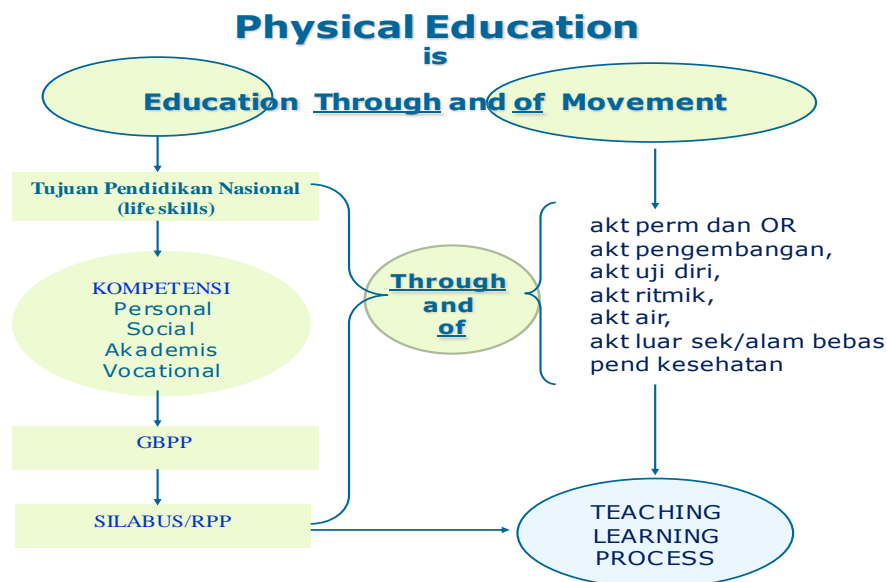 Physical Education
is
Education Through and of Movement
Tujuan Pendidikan Nasional
(life skills)
KOMPETENSI
Personal
Social
Akademis
Vocational
GBPP
SILABUS/RPP
Through
and
of
akt perm dan OR
akt pengembangan,
akt uji diri,
akt ritmik,
akt air,
akt luar sek/alam bebas
pend kesehatan
TEACHING
LEARNING
PROCESS